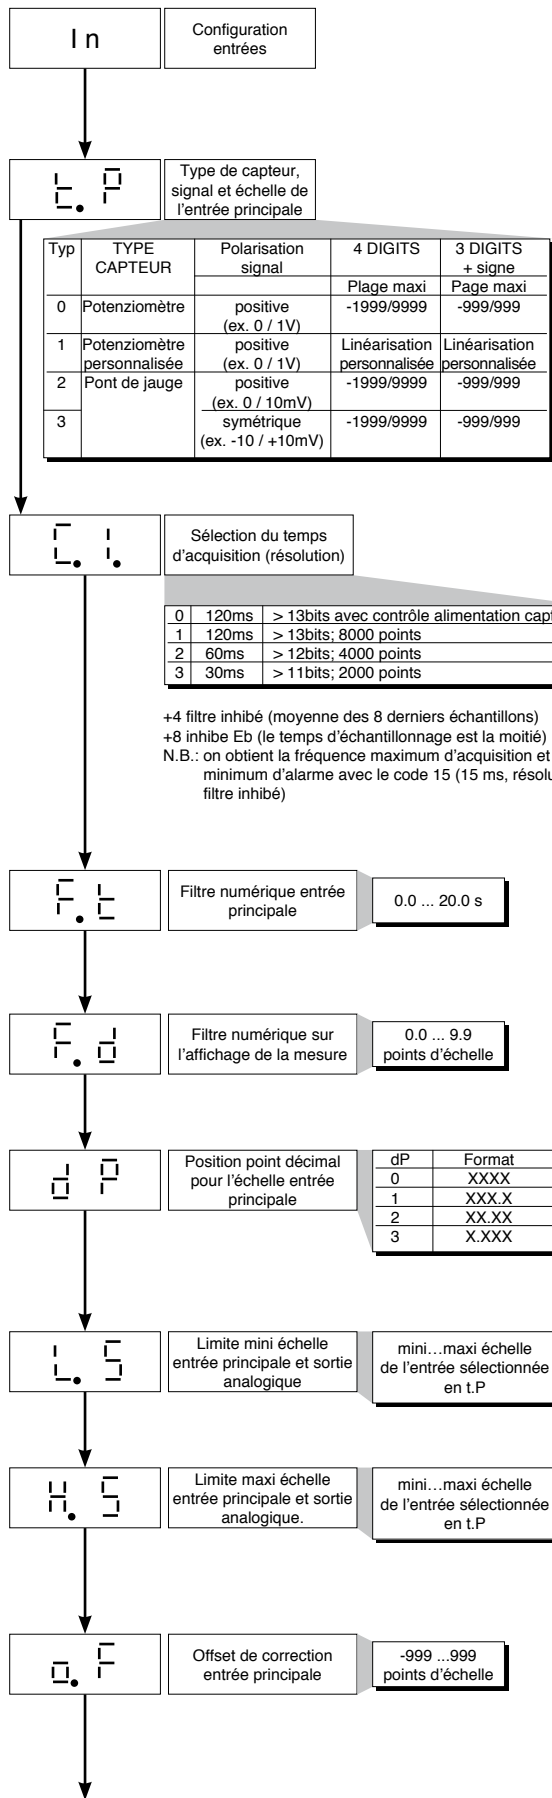 In
Configuration
entrées
t.P
Type de capteur,
signal et échelle de
l'entrée principale
Typ TYPE CAPTEUR Polarisation signal 4 DIGITS 3 DIGITS + signe
Plage maxi Page maxi
0 Potenziomètre positive (ex. 0 / 1V) -1999/9999 -999/999
1 Potenziomètre personnalisée positive (ex. 0 / 1V) Linéarisation personnalisée Linéarisation personnalisée
2 Pont de jauge positive (ex. 0 / 10mV) -1999/9999 -999/999
3 symétrique (ex. -10 / +10mV) -1999/9999 -999/999
C.I.
Sélection du temps
d'acquisition (résolution)
0 120ms > 13bits avec contrôle alimentation
1 120ms > 13bits; 8000 points
2 60ms > 12bits; 4000 points
3 30ms > 11bits; 2000 points
+4 filtre inhibé (moyenne des 8 derniers échantillons)
+8 inhibe Eb (le temps d'échantillonnage est la moitié)
N.B.: on obtient la fréquence maximum d'acquisition et
minimum d'alarme avec le code 15 (15 ms,
filtre inhibé)
F.t
Filtre numérique entrée
principale
0.0 ... 20.0 s
F.d
Filtre numérique sur
l'affichage de la mesure
0.0 ... 9.9
points d'échelle
dP
Position point décimal
pour l'échelle entrée
principale
dP Format
0 XXXX
1 XXX.X
2 XX.XX
3 X.XXX
L.S
Limite mini échelle
entrée principale et sortie
analogique
mini...maxi échelle
de l'entrée sélectionnée
en t.P
H.S
Limite maxi échelle
entrée principale et sortie
analogique.
mini...maxi échelle
de l'entrée sélectionnée
en t.P
o.F
Offset de correction
entrée principale
-999 ...999
points d'échelle